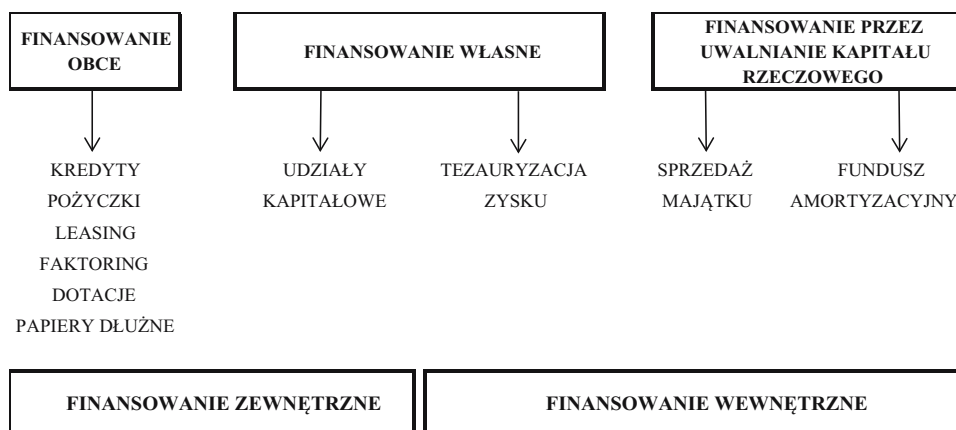 FINANSOWANIE
OBCE
FINANSOWANIE WŁASNE
FINANSOWANIE PRZEZ
UWALNIANIE KAPITAŁU
RZECZOWEGO
KREDYTY
POŻYCZKI
LEASING
FAKTORING
DOTACJE
PAPIERY DŁUŻNE
UDZIAŁY
KAPITAŁOWE
TEZAURYZACJA
ZYSKU
SPRZEDAŻ
MAJĄTKU
FUNDUSZ
AMORTYZACYJNY
FINANSOWANIE ZEWNĘTRZNE
FINANSOWANIE WEWNĘTRZNE